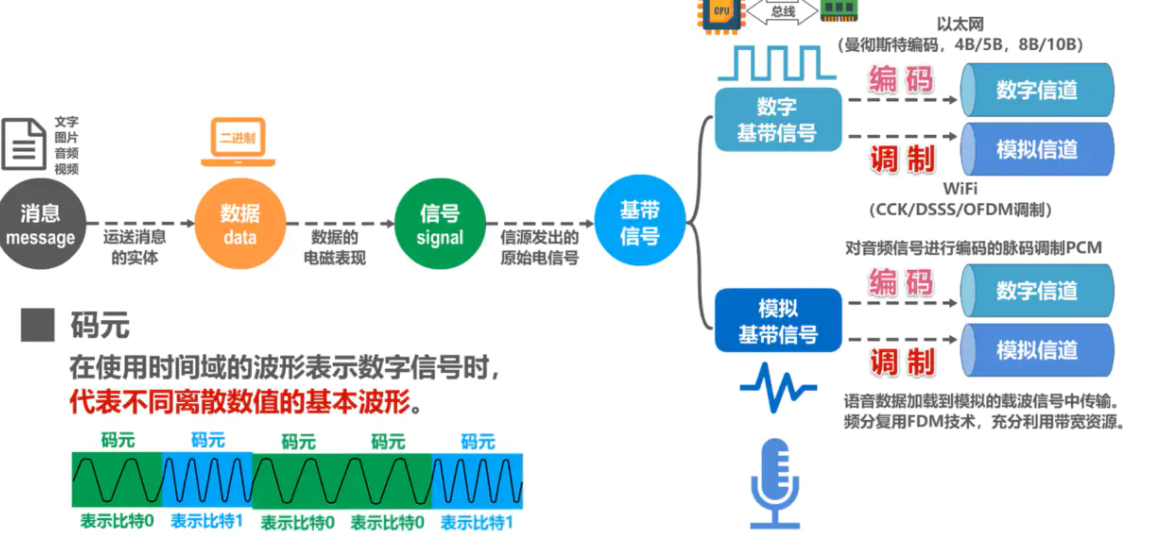 CPU
总线
以太网
(曼彻斯特编码，4B/5B，8B/10B)
编码
数字信道
数字
基带信号
调制
模拟信道
WiFi
(CCK/DSSS/OFDM调制)
文字
图片
音频
视频
二进制
消息
message
运送消息
的实体
数据
data
数据的
电磁表现
信号
signal
信源发出的
原始电信号
基带
信号
对音频信号进行编码的脉码调制PCM
编码
数字信道
模拟
基带信号
调制
模拟信道
语音数据加载到模拟的载波信号中传输。
频分复用FDM技术，充分利用带宽资源。
码元
在使用时间域的波形表示数字信号时，
代表不同离散数值的基本波形。
码元 码元 码元 码元 码元
表示比特0 表示比特1 表示比特0 表示比特0 表示比特1